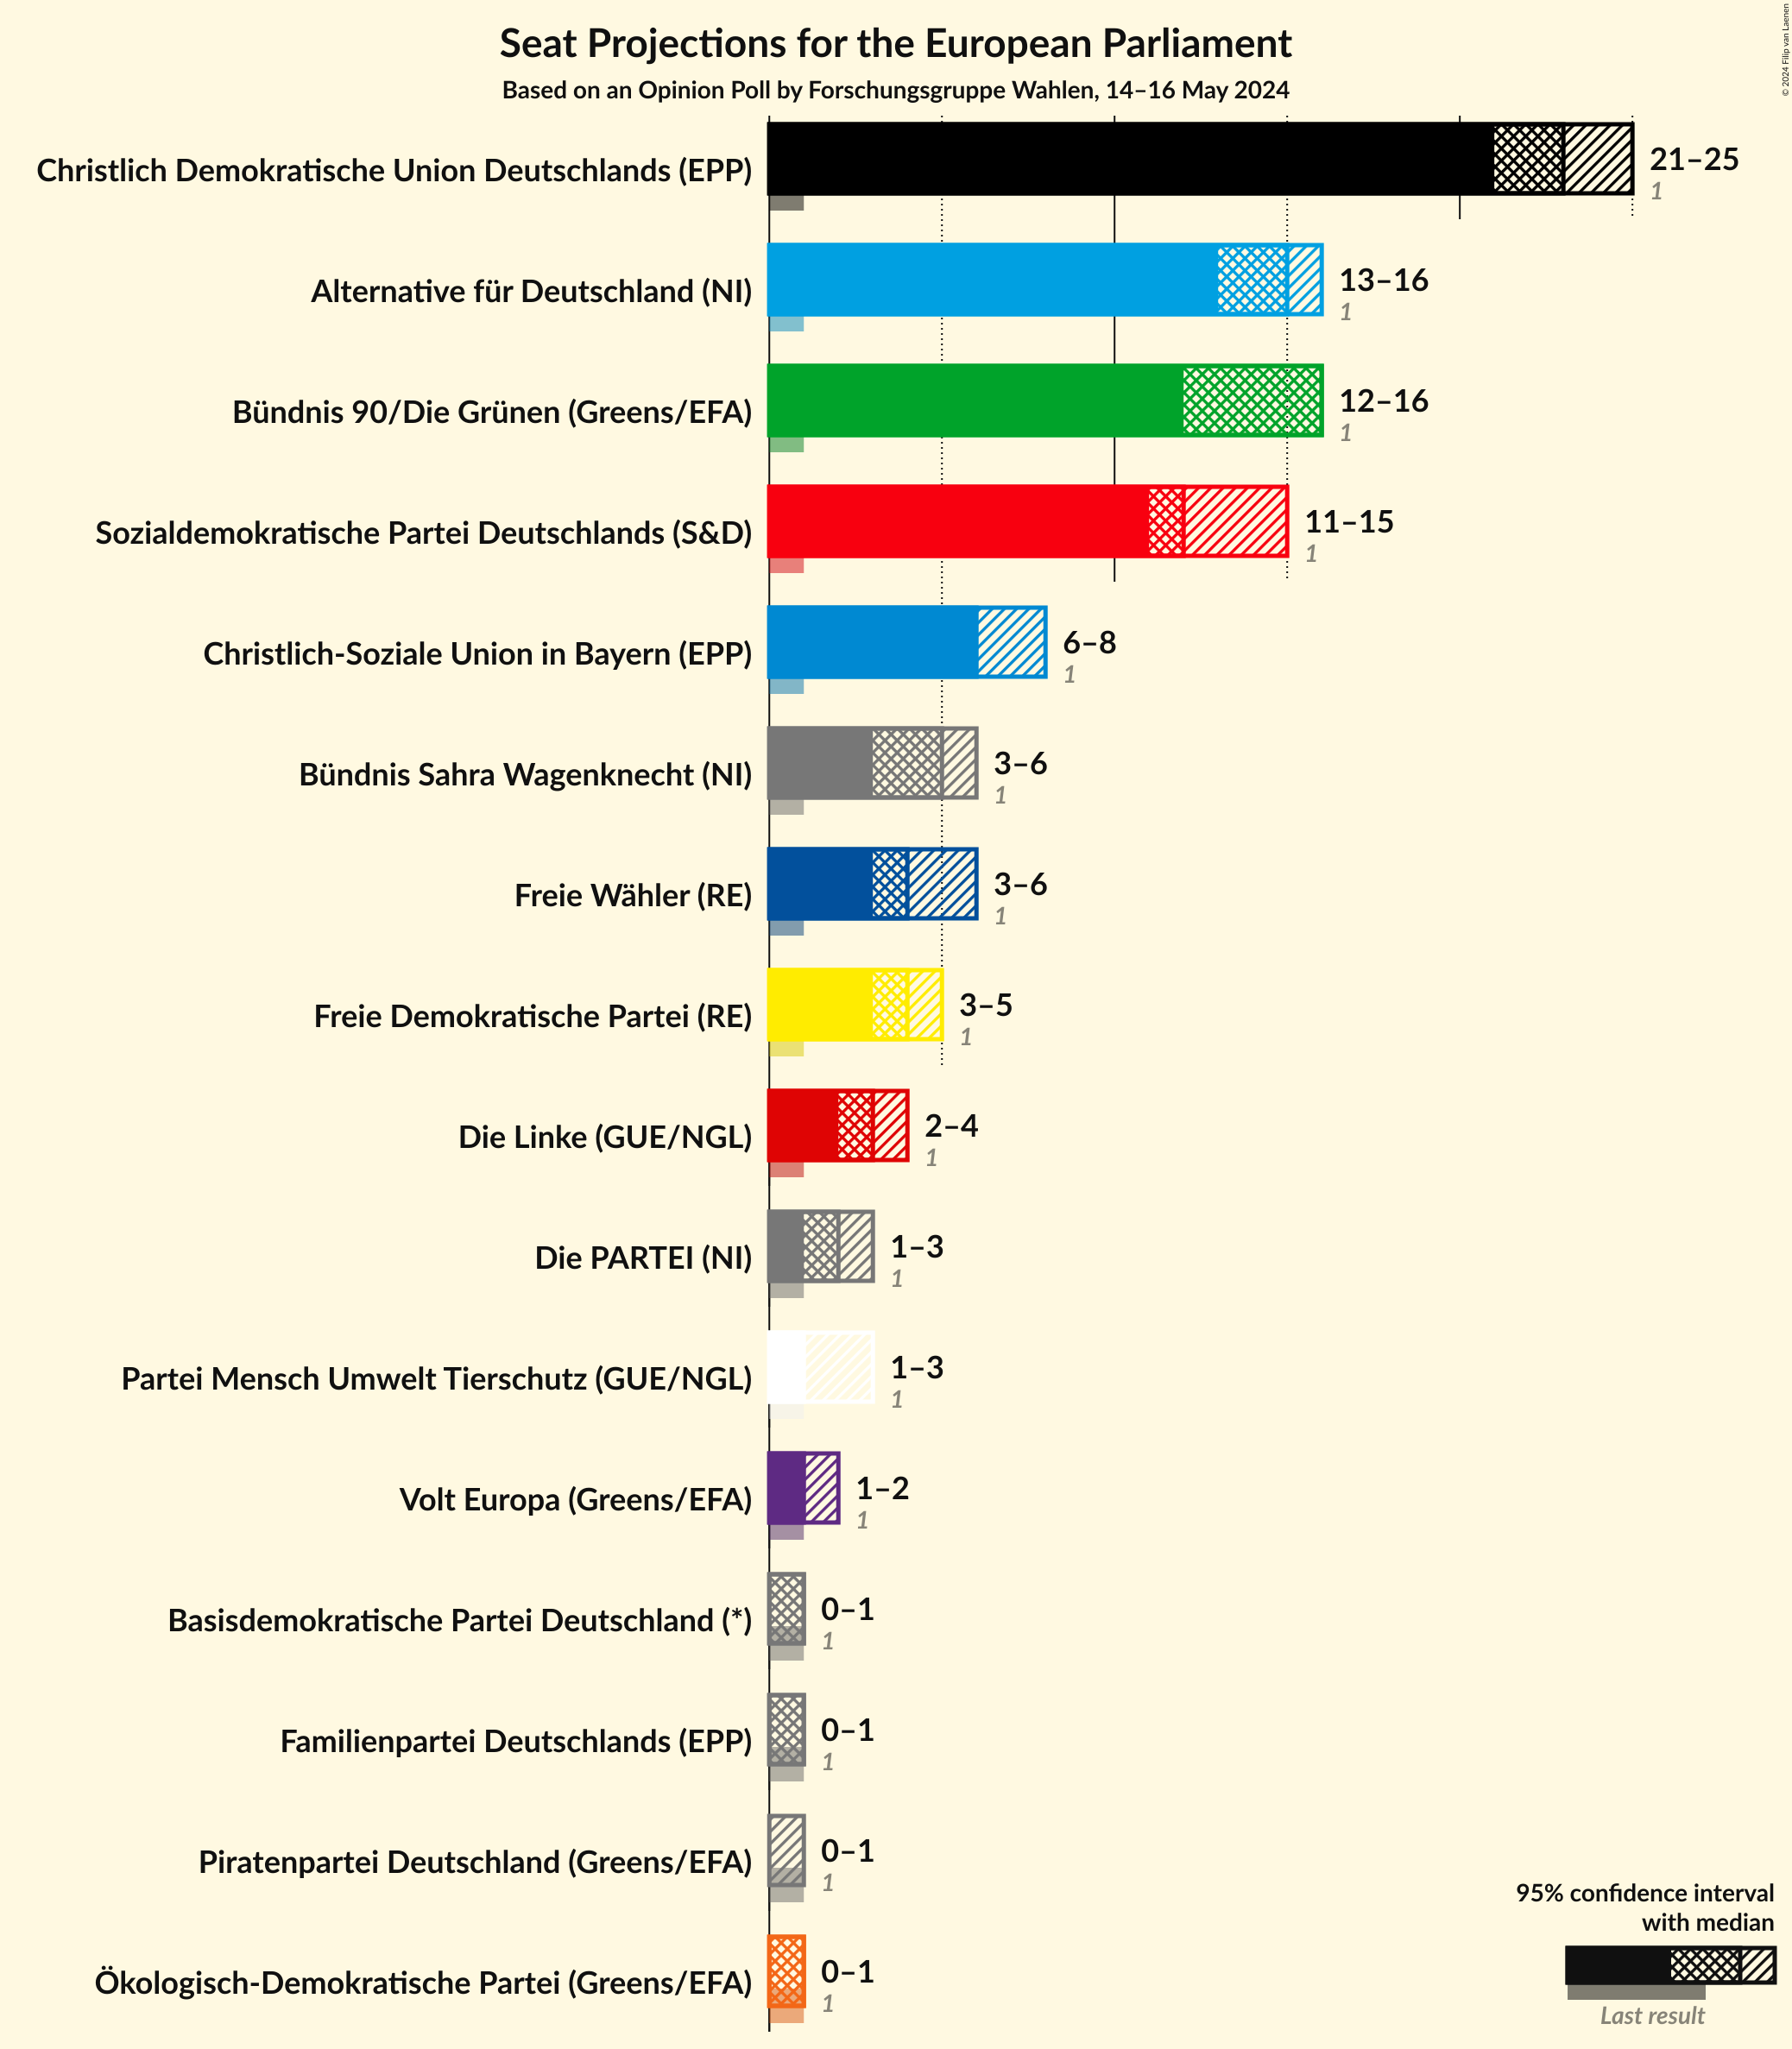 © 2024 Filip van Laenen
Seat Projections for the European Parliament
Based on an Opinion Poll by Forschungsgruppe Wahlen, 14–16 May 2024
Christlich Demokratische Union Deutschlands (EPP)
21–25
1
Alternative für Deutschland (NI)
13–16
1
Bündnis 90/Die Grünen (Greens/EFA)
12–16
1
Sozialdemokratische Partei Deutschlands (S&D)
11–15
1
Christlich-Soziale Union in Bayern (EPP)
6–8
1
Bündnis Sahra Wagenknecht (NI)
3–6
1
Freie Wähler (RE)
3–6
1
Freie Demokratische Partei (RE)
3–5
1
Die Linke (GUE/NGL)
2–4
1
Die PARTEI (NI)
1–3
1
Partei Mensch Umwelt Tierschutz (GUE/NGL)
1–3
1
Volt Europa (Greens/EFA)
1–2
1
Basisdemokratische Partei Deutschland (*)
0–1
1
Familienpartei Deutschlands (EPP)
0–1
1
Piratenpartei Deutschland (Greens/EFA)
0–1
1
Ökologisch-Demokratische Partei (Greens/EFA)
0–1
1
95% confidence interval
with median
Last result